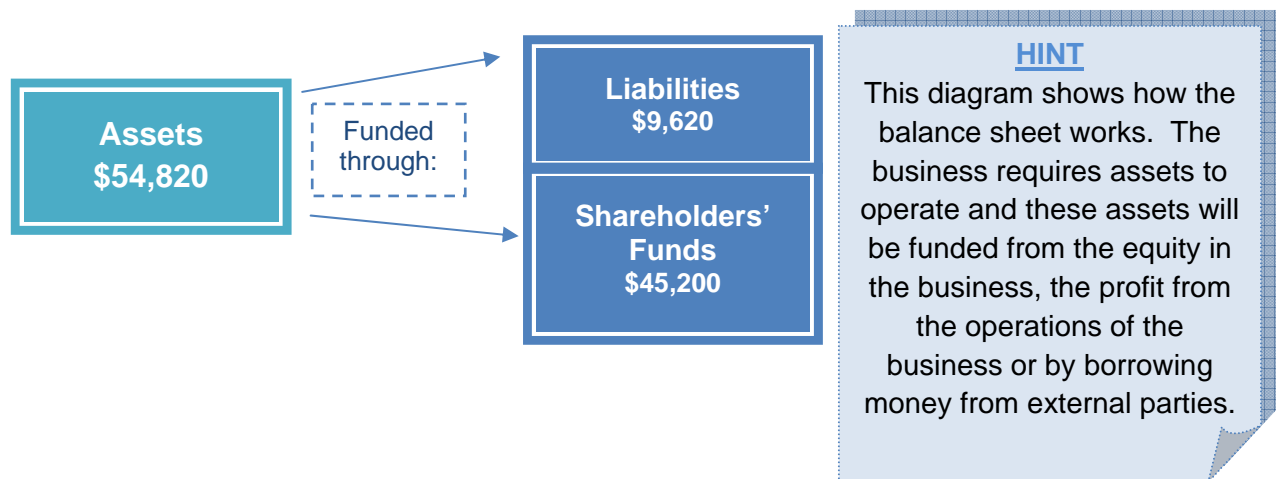 Assets
$54,820
Funded
through:
Liabilities
$9,620
Shareholders’
Funds
$45,200
HINT
This diagram shows how the
balance sheet works.  The
business requires assets to
operate and these assets will
be funded from the equity in
the business, the profit from
the operations of the
business or by borrowing
money from external parties.